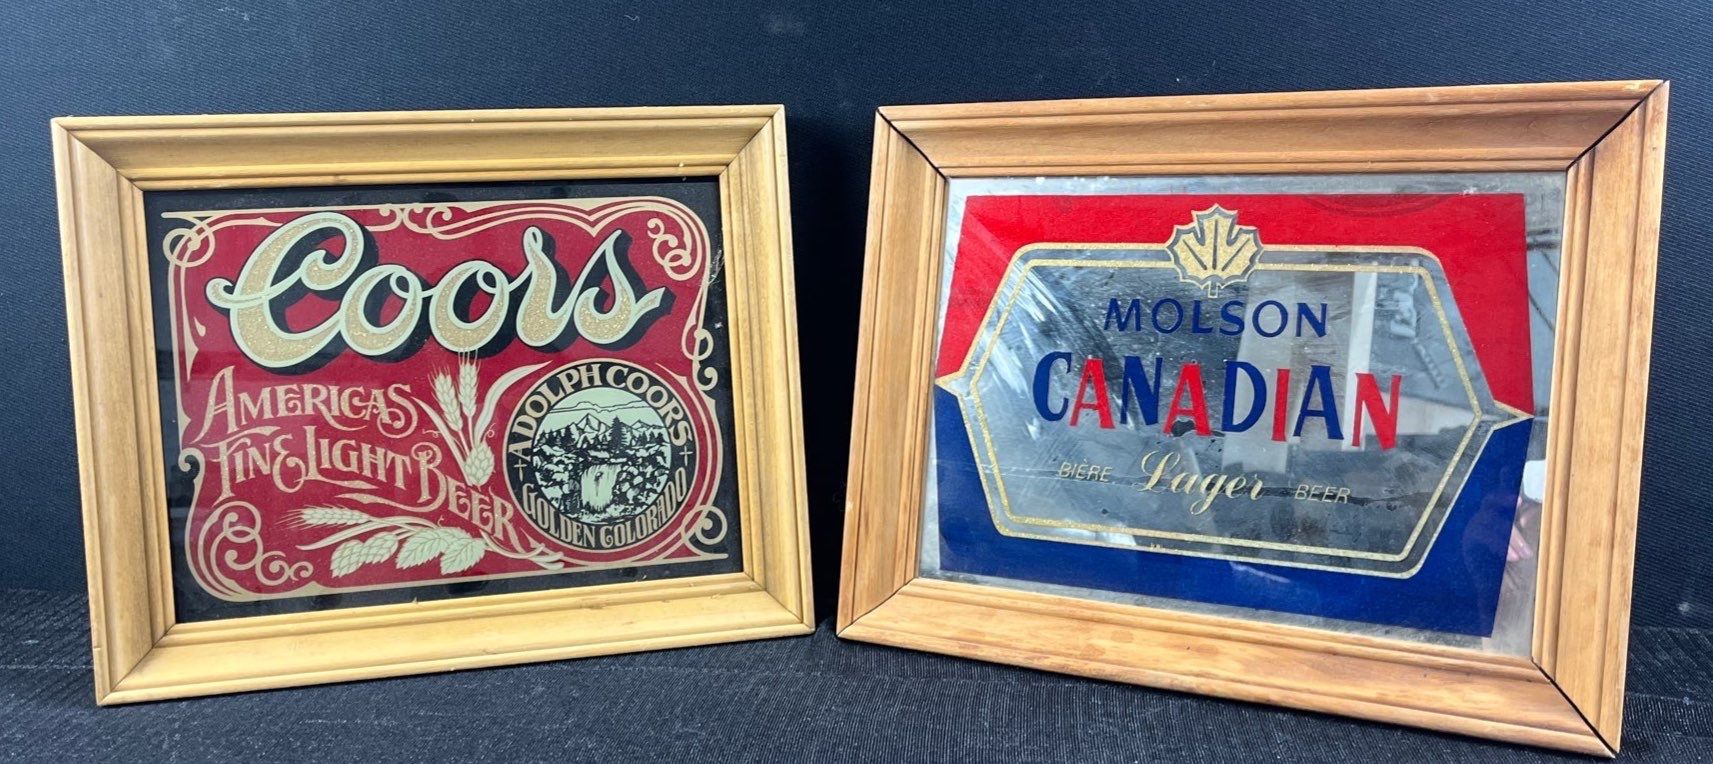 Coors
AMERICAS
FINE LIGHT BEER
ADOLPH COORS
GOLDEN COLORADO
MOLSON
CANADIAN
BIÈRE Lager BEER